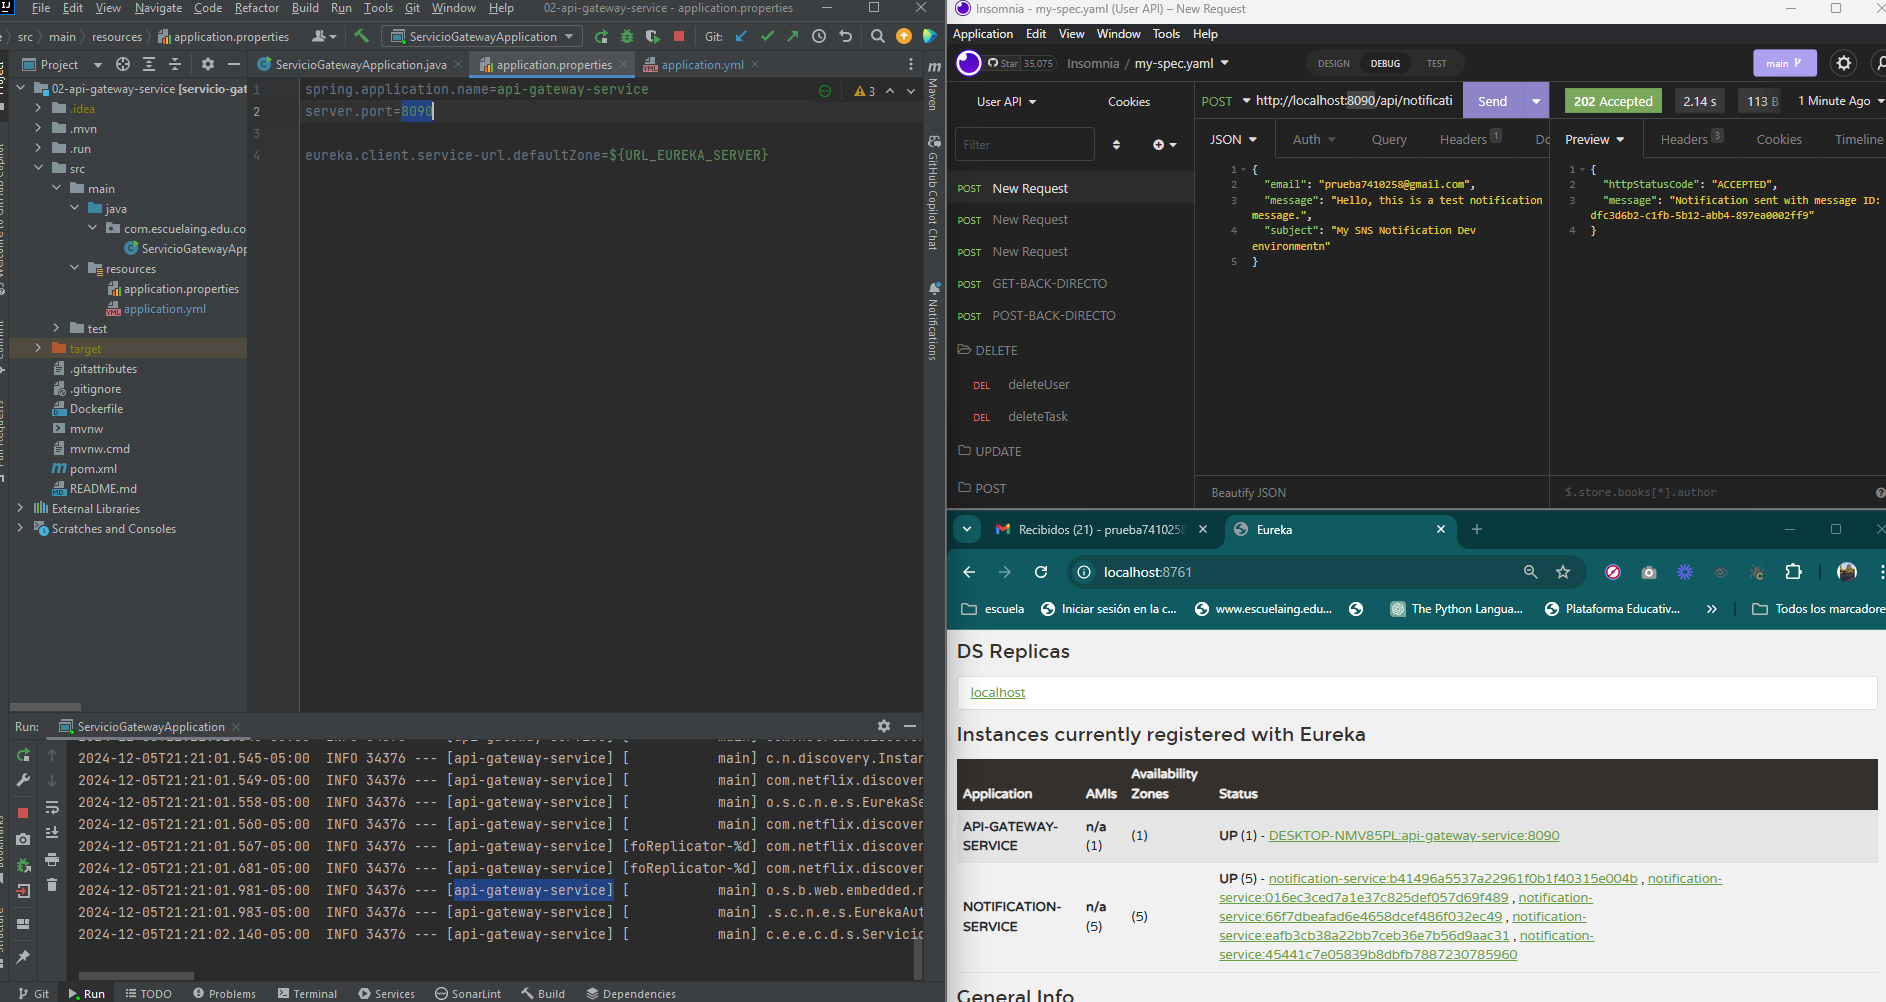 File Edit View Navigate Code Refactor Build Run Tools Git Window Help 02-api-gateway-service - application.properties
src main resources application.properties ServicioGatewayApplication Git:
Project ServicioGatewayApplication.java application.properties application.yml
02-api-gateway-service [servicio-gat
.idea
.mvn
.run
src
main
java
com.escuelaing.edu.co
ServicioGatewayApp
resources
application.properties
application.yml
test
target
.gitattributes
.gitignore
Dockerfile
mvnw
mvnw.cmd
pom.xml
README.md
External Libraries
Scratches and Consoles
1 spring.application.name=api-gateway-service
2 server.port=8090
3
4 eureka.client.service-url.defaultZone=${URL_EUREKA_SERVER}
3
Maven
GitHub Copilot Chat
Notifications
Run: ServicioGatewayApplication
2024-12-05T21:21:01.545-05:00 INFO 34376 --- [api-gateway-service] [ main] c.n.discovery.Instan
2024-12-05T21:21:01.549-05:00 INFO 34376 --- [api-gateway-service] [ main] com.netflix.discover
2024-12-05T21:21:01.558-05:00 INFO 34376 --- [api-gateway-service] [ main] o.s.c.n.e.s.EurekaSe
2024-12-05T21:21:01.560-05:00 INFO 34376 --- [api-gateway-service] [ main] com.netflix.discover
2024-12-05T21:21:01.567-05:00 INFO 34376 --- [api-gateway-service] [foReplicator-%d] com.netflix.discover
2024-12-05T21:21:01.681-05:00 INFO 34376 --- [api-gateway-service] [foReplicator-%d] com.netflix.discover
2024-12-05T21:21:01.981-05:00 INFO 34376 --- [api-gateway-service] [ main] o.s.b.web.embedded.n
2024-12-05T21:21:01.983-05:00 INFO 34376 --- [api-gateway-service] [ main] .s.c.n.e.s.EurekaAut
2024-12-05T21:21:02.140-05:00 INFO 34376 --- [api-gateway-service] [ main] c.e.e.c.d.s.Servicio
Git Run TODO Problems Terminal Services SonarLint Build Dependencies
Insomnia - my-spec.yaml (User API) – New Request
Application Edit View Window Tools Help
Star 35,075 Insomnia / my-spec.yaml DESIGN DEBUG TEST main
User API Cookies
Filter
POST New Request
POST New Request
POST New Request
POST GET-BACK-DIRECTO
POST POST-BACK-DIRECTO
DELETE
DEL deleteUser
DEL deleteTask
UPDATE
POST
POST http://localhost:8090/api/notificati Send
JSON Auth Query Headers 1 Do
1 {
2 "email": "prueba7410258@gmail.com",
3 "message": "Hello, this is a test notification
message.",
4 "subject": "My SNS Notification Dev
environmentn"
5 }
Beautify JSON
202 Accepted 2.14 s 113 B 1 Minute Ago
Preview Headers 3 Cookies Timeline
1 {
2 "httpStatusCode": "ACCEPTED",
3 "message": "Notification sent with message ID:
dfc3d6b2-c1fb-5b12-abb4-897ea0002ff9"
4 }
$.store.books[*].author
Recibidos (21) - prueba7410258 Eureka
localhost:8761
escuela Iniciar sesión en la c... www.escuelaing.edu... The Python Langua... Plataforma Educativ... » Todos los marcadore
DS Replicas
localhost
Instances currently registered with Eureka
Application AMIs Availability Zones Status
API-GATEWAY-SERVICE n/a (1) (1) UP (1) - DESKTOP-NMV85PL:api-gateway-service:8090
NOTIFICATION-SERVICE n/a (5) (5) UP (5) - notification-service:b41496a5537a22961f0b1f40315e004b , notification-
service:016ec3ced7a1e37c825def057d69f489 , notification-
service:66f7dbeafad6e4658dcef486f032ec49 , notification-
service:eafb3cb38a22bb7ceb36e7b56d9aac31 , notification-
service:45441c7e05839b8dbfb7887230785960
General Info